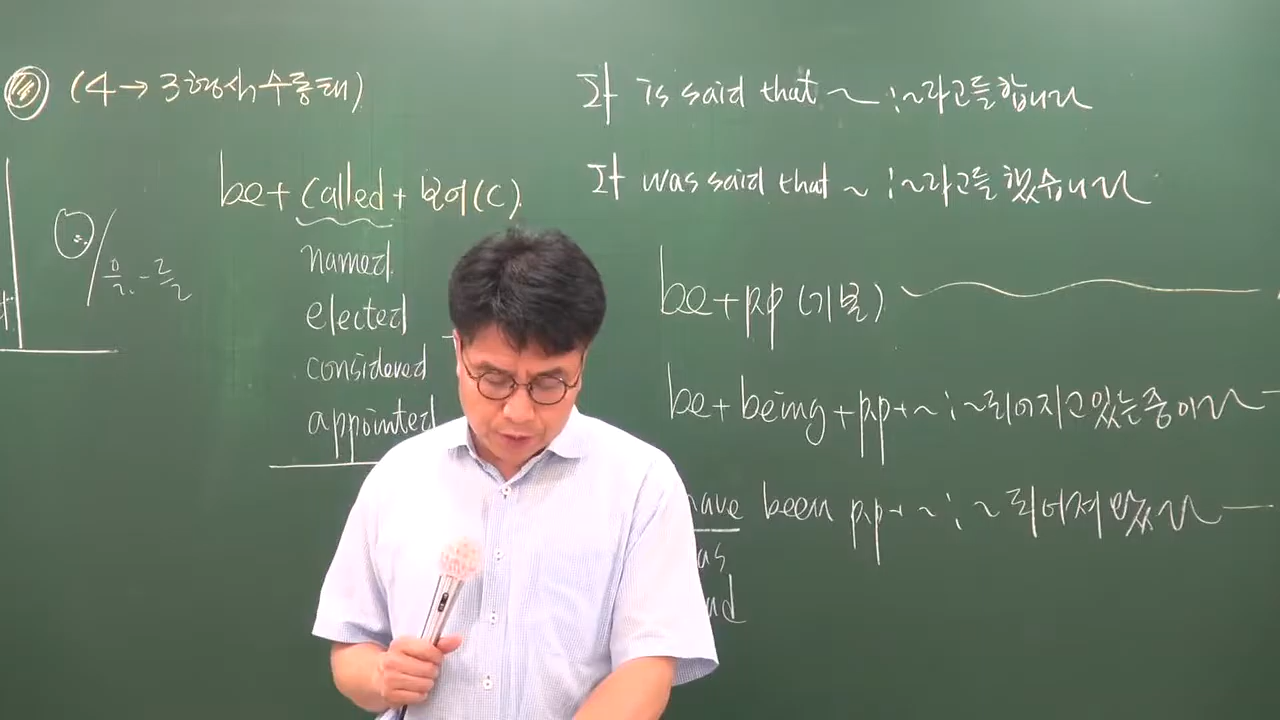 (4→3형식수동태)
be+called+보어(C)
named
elected
considered
appointed
It is said that ~ :~라고들합니다
It was said that ~ :~라고들했습니다
be+p.p (기본)
be+being+p.p+~ : ~되어지고있는중이다
have been p.p+~ : ~되어져왔다